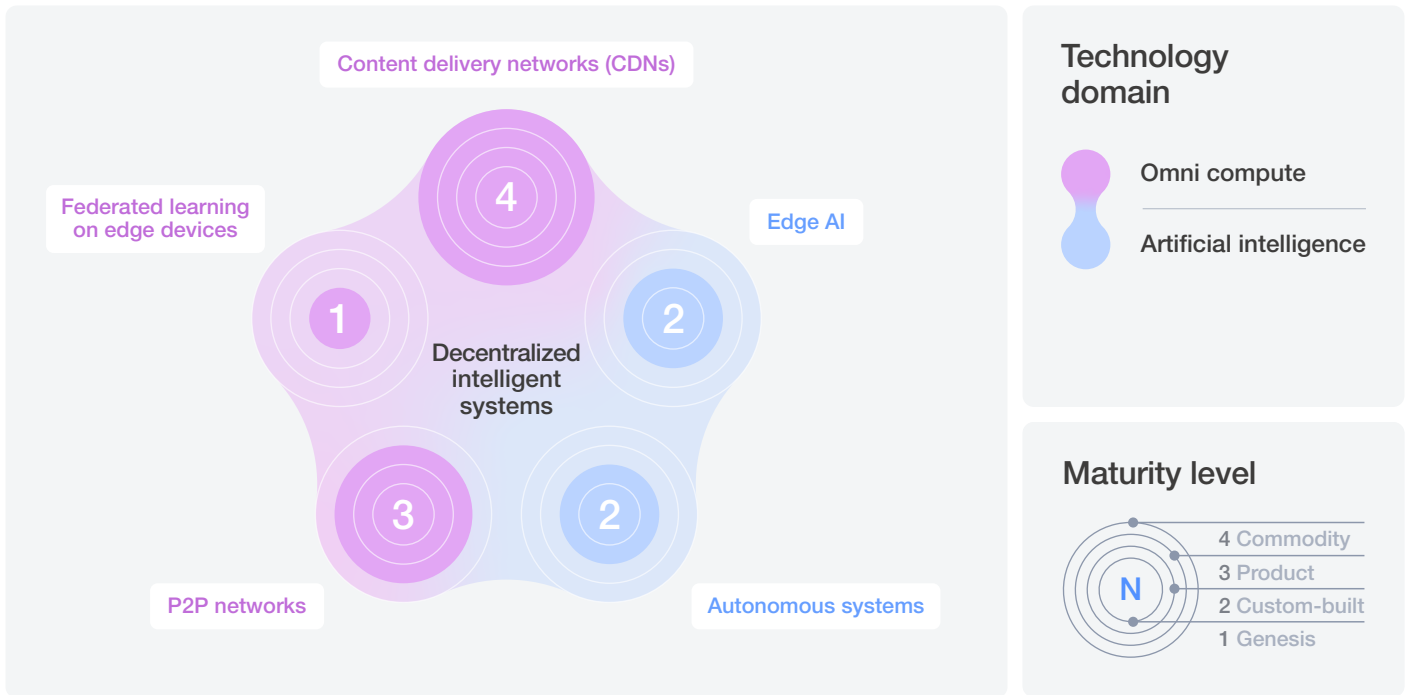 Content delivery networks (CDNs)
4
Federated learning
on edge devices
1
Edge AI
2
Decentralized
intelligent
systems
3
P2P networks
2
Autonomous systems
Technology
domain
Omni compute
Artificial intelligence
Maturity level
N
4 Commodity
3 Product
2 Custom-built
1 Genesis